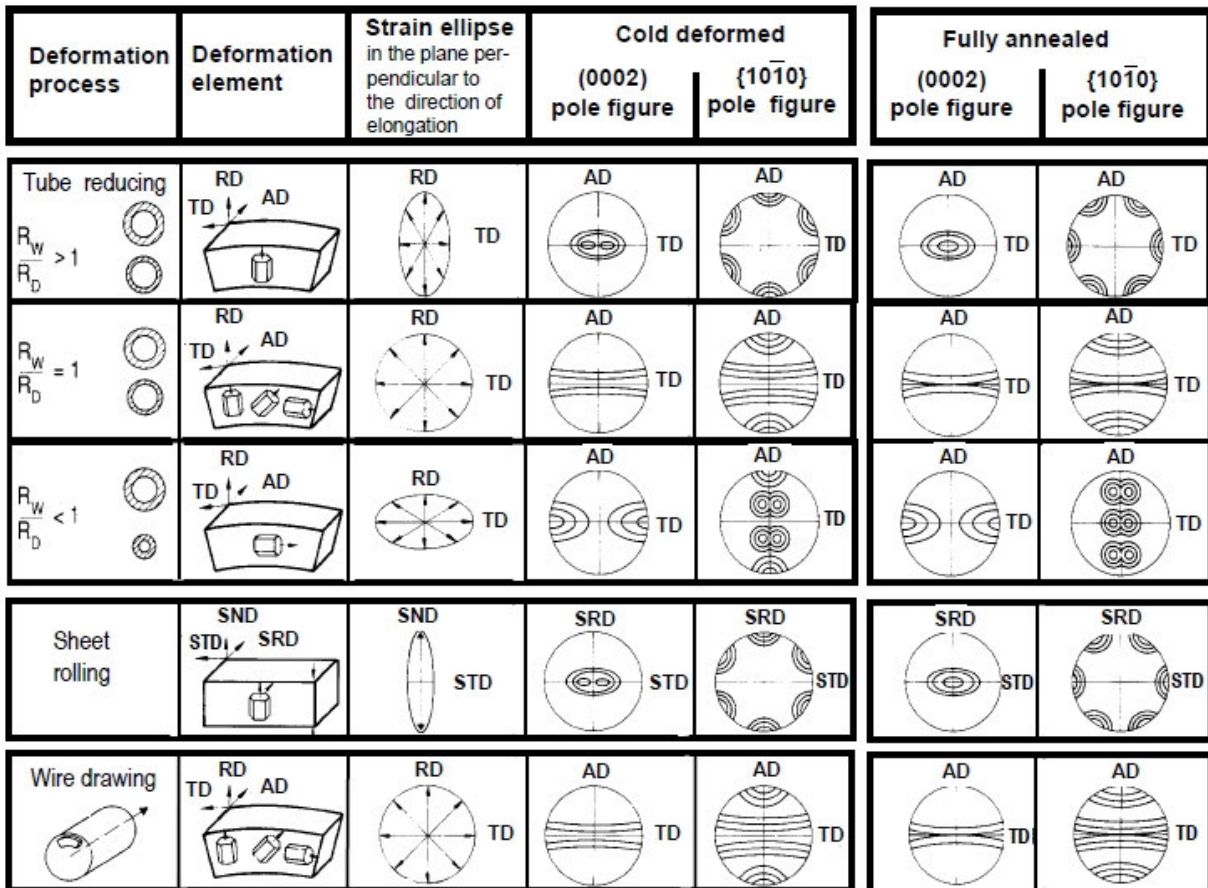 Deformation
process
Deformation
element
Strain ellipse
in the plane per-
pendicular to
the direction of
elongation
Cold deformed
(0002)
pole figure
{101̅0}
pole figure
Fully annealed
(0002)
pole figure
{101̅0}
pole figure
Tube reducing
R_W
R_D > 1
RD
AD
TD
RD
TD
AD
TD
AD
TD
AD
TD
AD
TD
R_W
R_D = 1
RD
AD
TD
RD
TD
AD
TD
AD
TD
AD
TD
AD
TD
R_W
R_D < 1
RD
AD
TD
RD
TD
AD
TD
AD
TD
AD
TD
AD
TD
Sheet
rolling
SND
SRD
STD
SND
STD
SRD
STD
SRD
STD
SRD
STD
SRD
STD
Wire drawing
RD
AD
TD
RD
TD
AD
TD
AD
TD
AD
TD
AD
TD